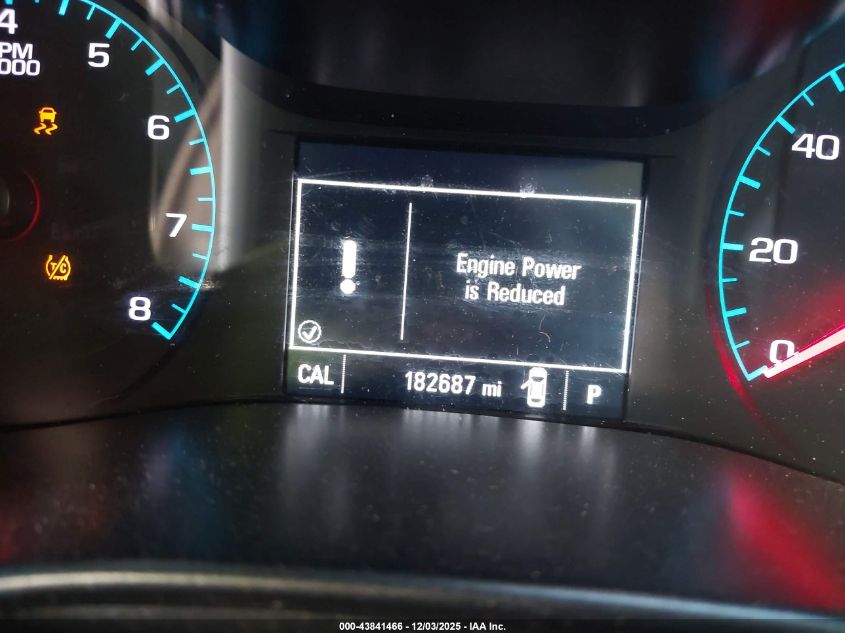 4
5
PM
000
6
7
8
T/C
Engine Power
is Reduced
CAL 182687 mi P
40
20
0
000-43841466 - 12/03/2025 - IAA Inc.